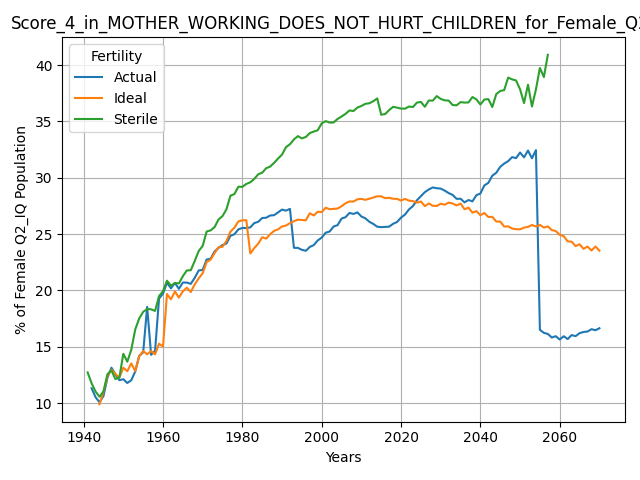 Score_4_in_MOTHER_WORKING_DOES_NOT_HURT_CHILDREN_for_Female_Q2
Fertility
Actual
Ideal
Sterile
% of Female Q2_IQ Population
40
35
30
25
20
15
10
1940 1960 1980 2000 2020 2040 2060
Years